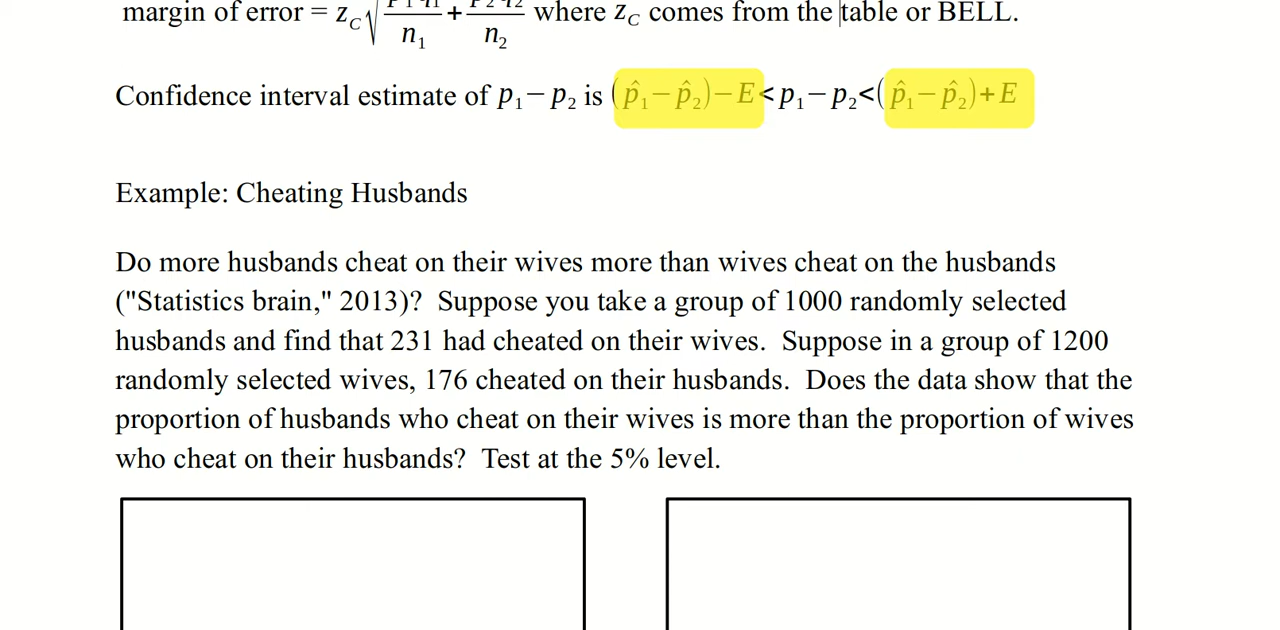 margin of error = z_C √( p̂₁ q̂₁ / n₁ + p̂₂ q̂₂ / n₂ ) where z_C comes from the table or BELL.
Confidence interval estimate of p₁− p₂ is (p̂₁− p̂₂)− E<p₁− p₂<(p̂₁− p̂₂)+E
Example: Cheating Husbands
Do more husbands cheat on their wives more than wives cheat on the husbands
("Statistics brain," 2013)?  Suppose you take a group of 1000 randomly selected
husbands and find that 231 had cheated on their wives.  Suppose in a group of 1200
randomly selected wives, 176 cheated on their husbands.  Does the data show that the
proportion of husbands who cheat on their wives is more than the proportion of wives
who cheat on their husbands?  Test at the 5% level.